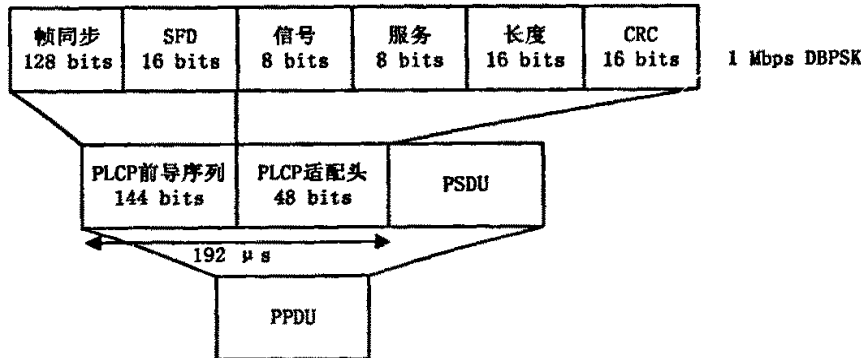 帧同步 SFD 信号 服务 长度 CRC
128 bits 16 bits 8 bits 8 bits 16 bits 16 bits 1 Mbps DBPSK
PLCP前导序列 PLCP适配头 PSDU
144 bits 48 bits
192 μs
PPDU